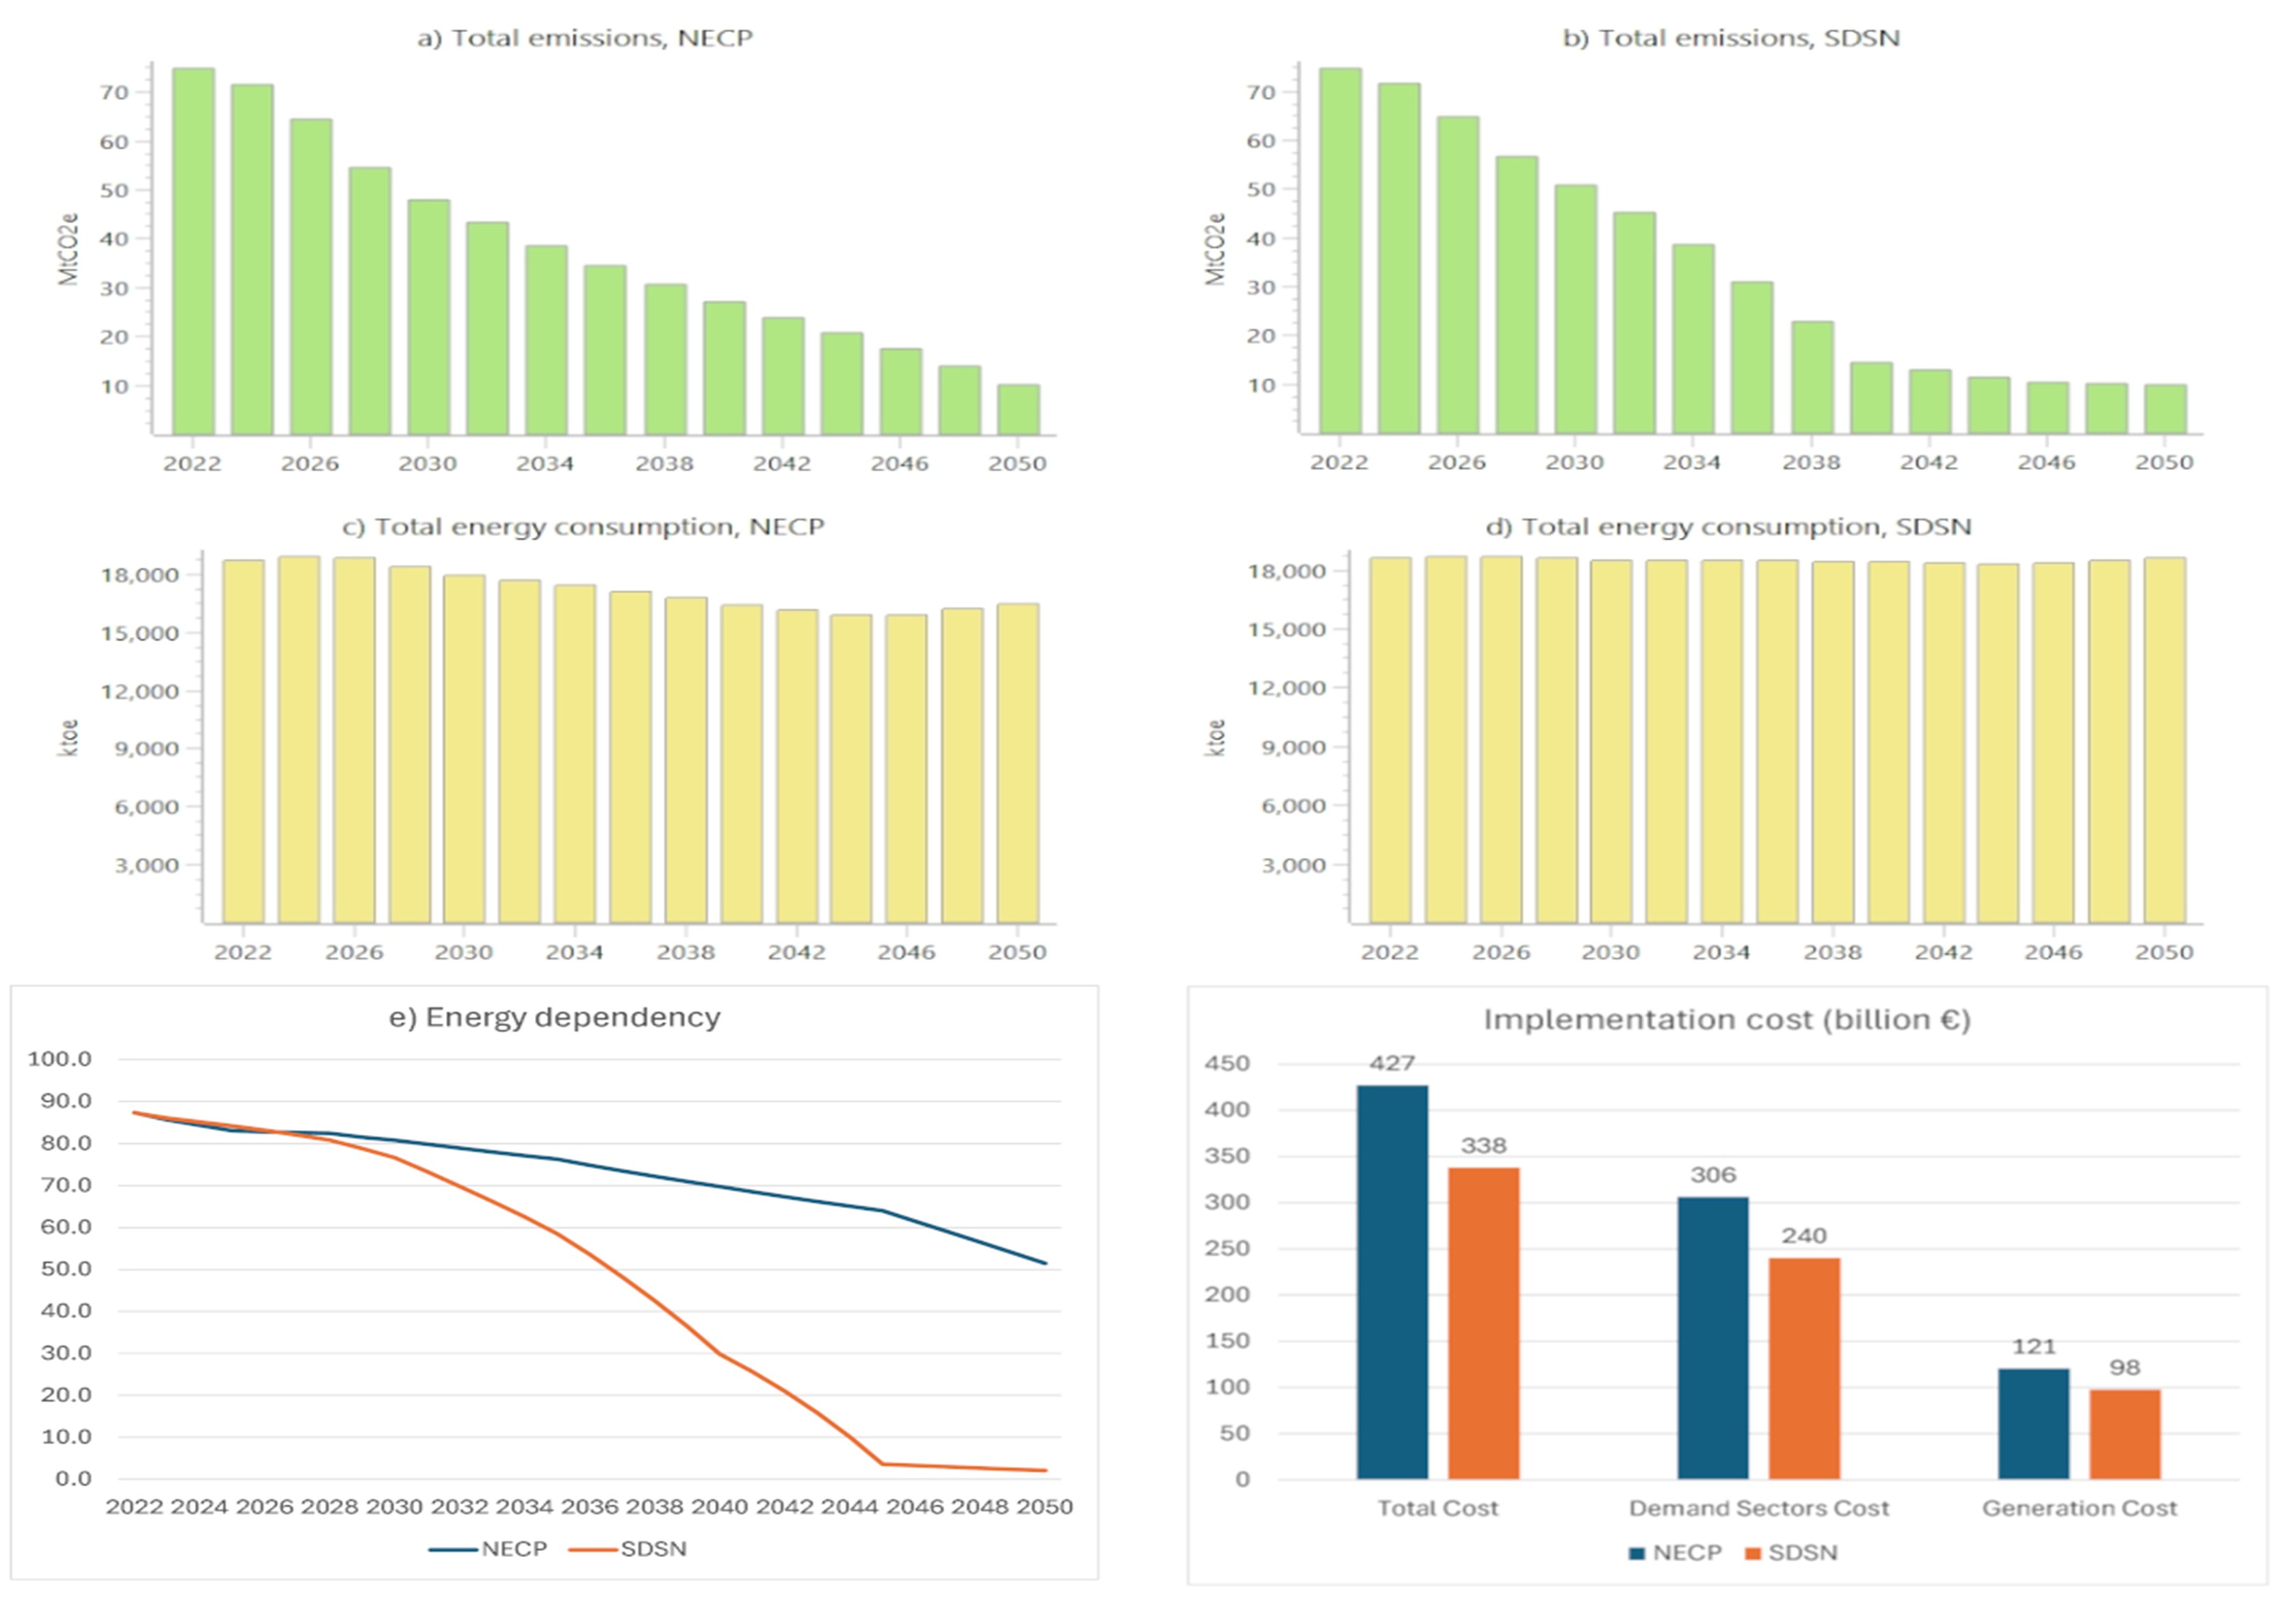 a) Total emissions, NECP
70
60
50
40
30
20
10
MtCO2e
2022 2026 2030 2034 2038 2042 2046 2050
b) Total emissions, SDSN
70
60
50
40
30
20
10
MtCO2e
2022 2026 2030 2034 2038 2042 2046 2050
c) Total energy consumption, NECP
18,000
15,000
12,000
9,000
6,000
3,000
ktoe
2022 2026 2030 2034 2038 2042 2046 2050
d) Total energy consumption, SDSN
18,000
15,000
12,000
9,000
6,000
3,000
ktoe
2022 2026 2030 2034 2038 2042 2046 2050
e) Energy dependency
100.0
90.0
80.0
70.0
60.0
50.0
40.0
30.0
20.0
10.0
0.0
2022 2024 2026 2028 2030 2032 2034 2036 2038 2040 2042 2044 2046 2048 2050
NECP SDSN
Implementation cost (billion €)
450
400
350
300
250
200
150
100
50
0
427
338
306
240
121
98
Total Cost Demand Sectors Cost Generation Cost
NECP SDSN